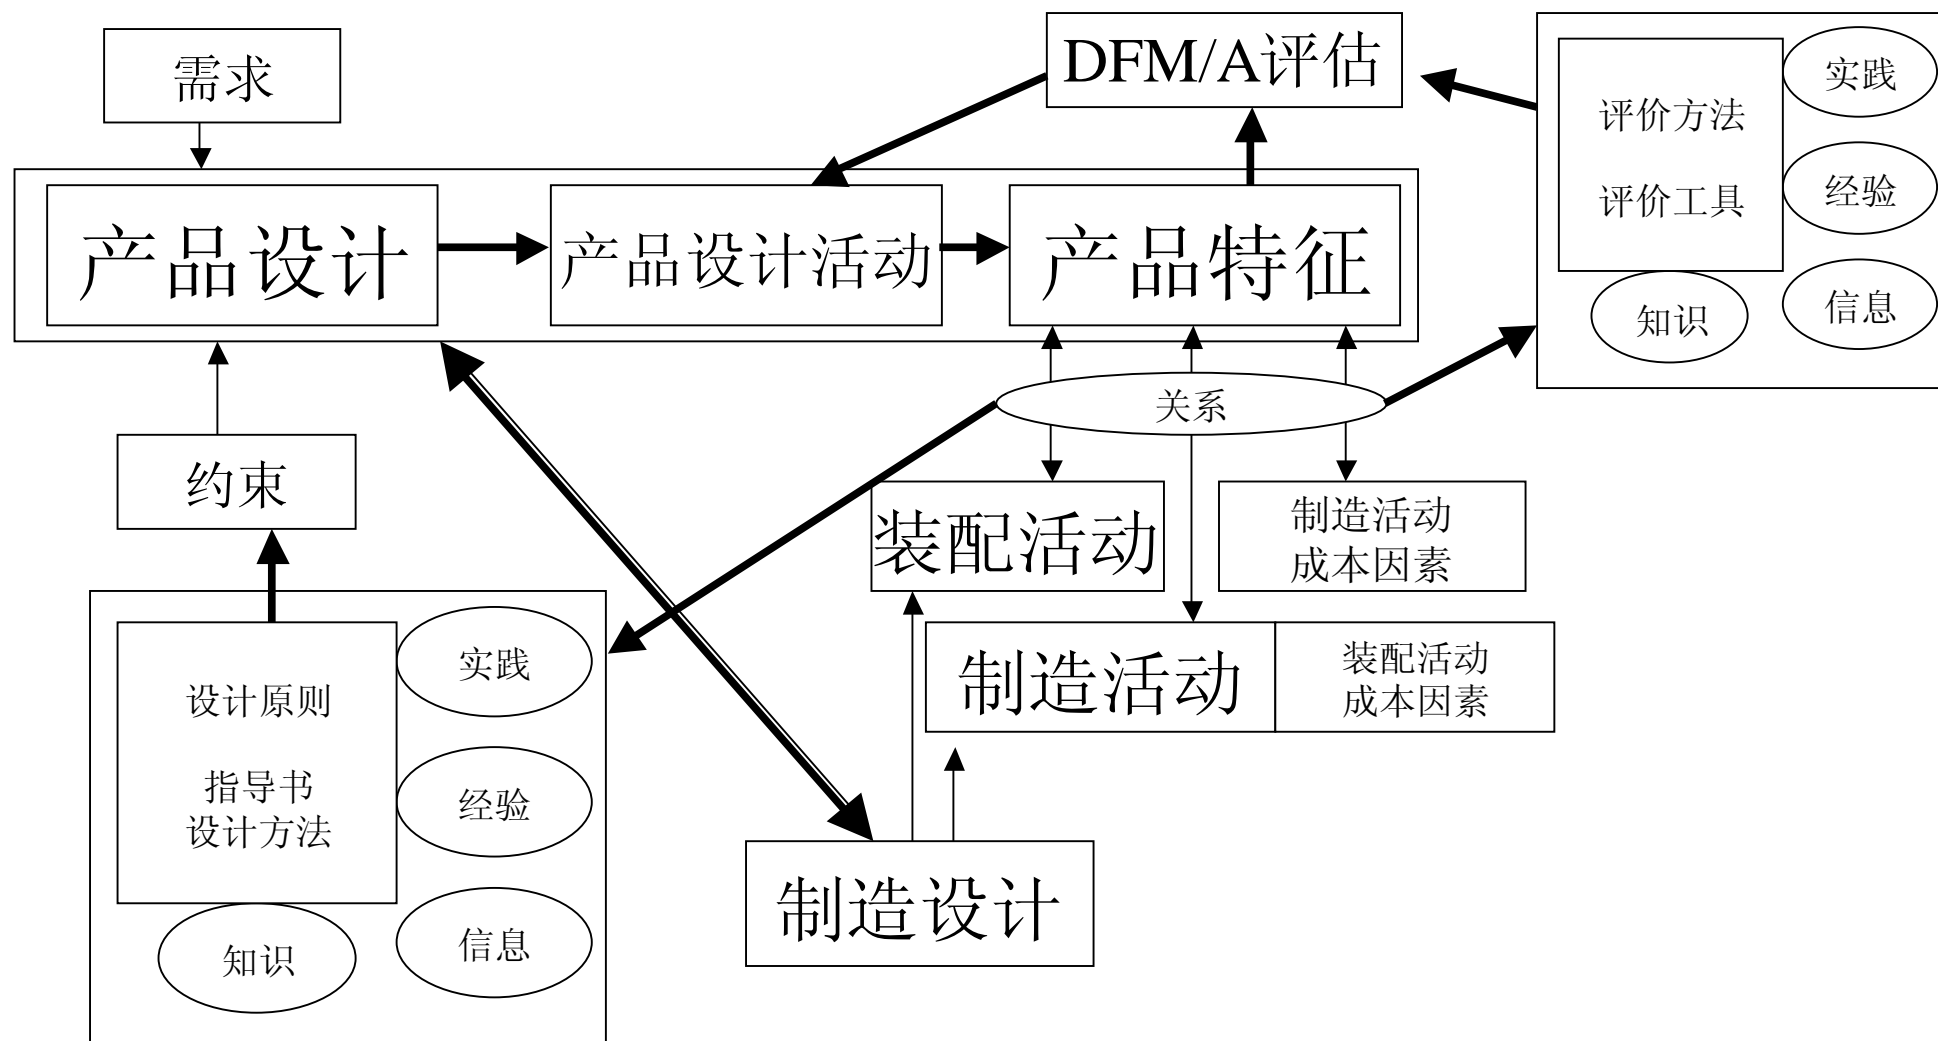 需求
DFM/A评估
实践
评价方法
经验
评价工具
信息
知识
产品设计
产品设计活动
产品特征
关系
约束
装配活动
制造活动
成本因素
制造活动
装配活动
成本因素
实践
设计原则
经验
指导书
设计方法
信息
知识
制造设计